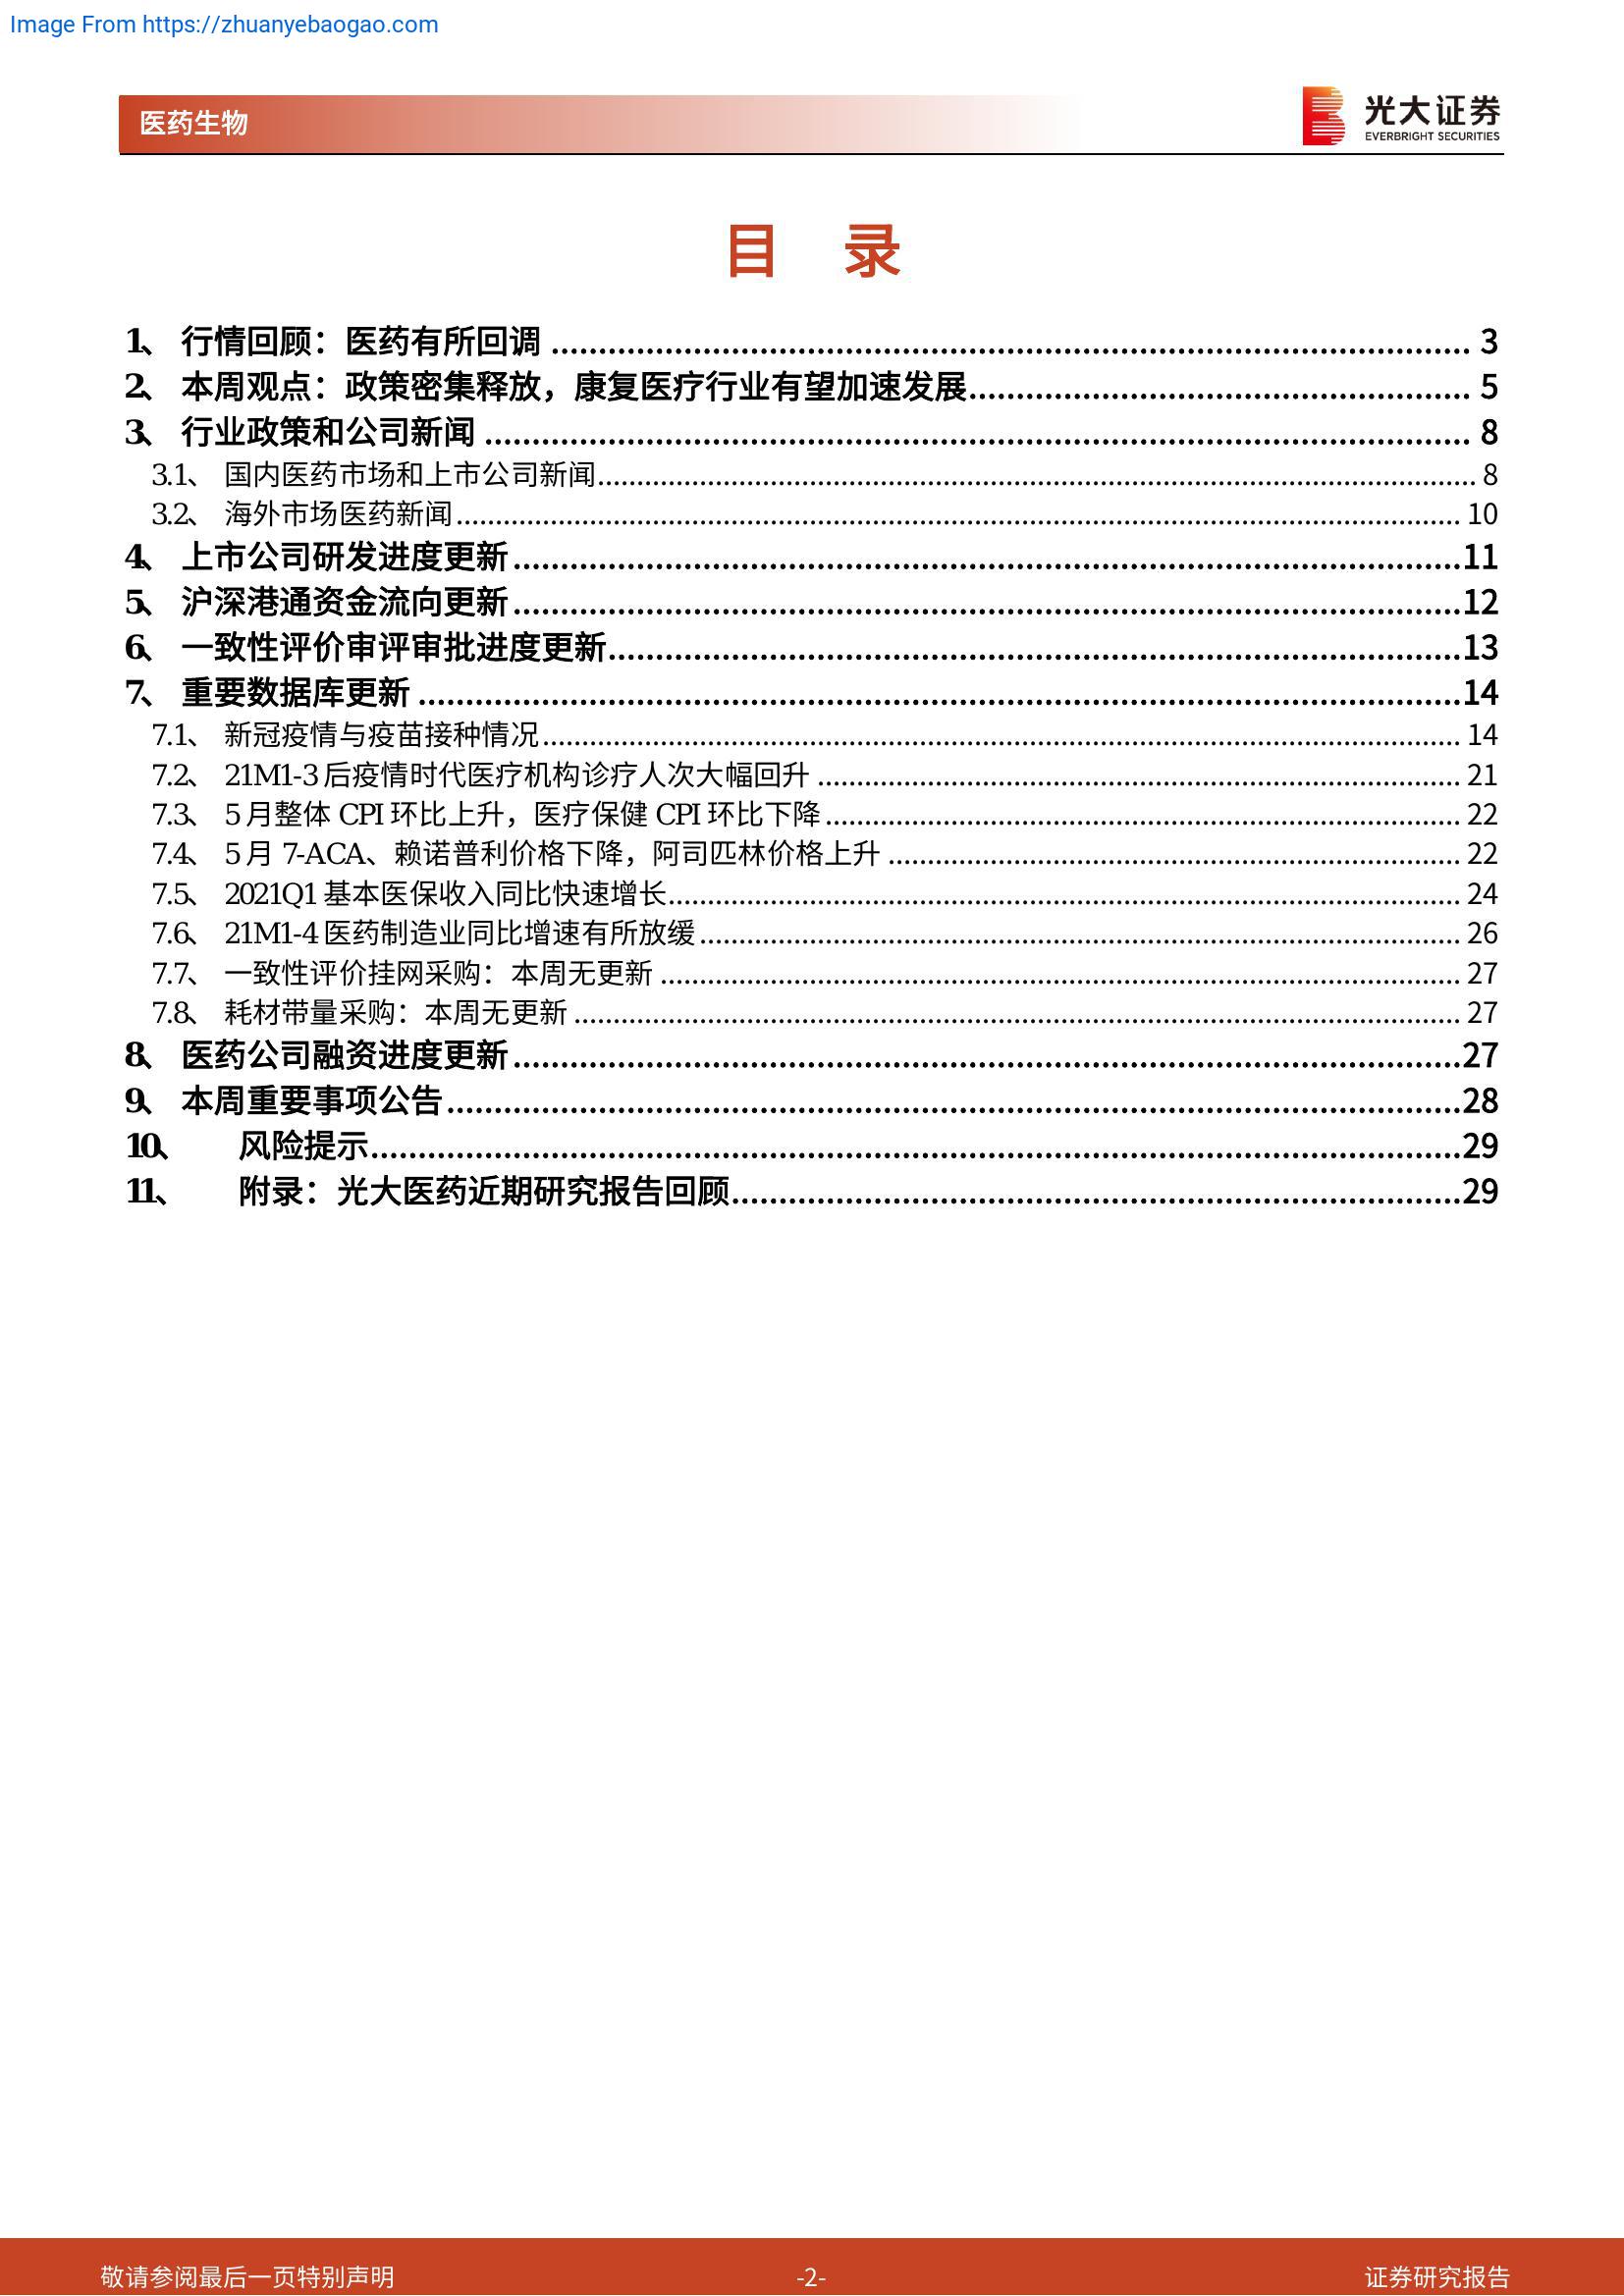 Image From https://zhuanyebaogao.com
医药生物
光大证券
EVERBRIGHT SECURITIES
目 录
1、 行情回顾：医药有所回调 3
2、 本周观点：政策密集释放，康复医疗行业有望加速发展 5
3、 行业政策和公司新闻 8
3.1、 国内医药市场和上市公司新闻 8
3.2、 海外市场医药新闻 10
4、 上市公司研发进度更新 11
5、 沪深港通资金流向更新 12
6、 一致性评价审评审批进度更新 13
7、 重要数据库更新 14
7.1、 新冠疫情与疫苗接种情况 14
7.2、 21M1-3 后疫情时代医疗机构诊疗人次大幅回升 21
7.3、 5 月整体 CPI 环比上升，医疗保健 CPI 环比下降 22
7.4、 5 月 7-ACA、赖诺普利价格下降，阿司匹林价格上升 22
7.5、 2021Q1 基本医保收入同比快速增长 24
7.6、 21M1-4 医药制造业同比增速有所放缓 26
7.7、 一致性评价挂网采购：本周无更新 27
7.8、 耗材带量采购：本周无更新 27
8、 医药公司融资进度更新 27
9、 本周重要事项公告 28
10、 风险提示 29
11、 附录：光大医药近期研究报告回顾 29
敬请参阅最后一页特别声明 -2- 证券研究报告